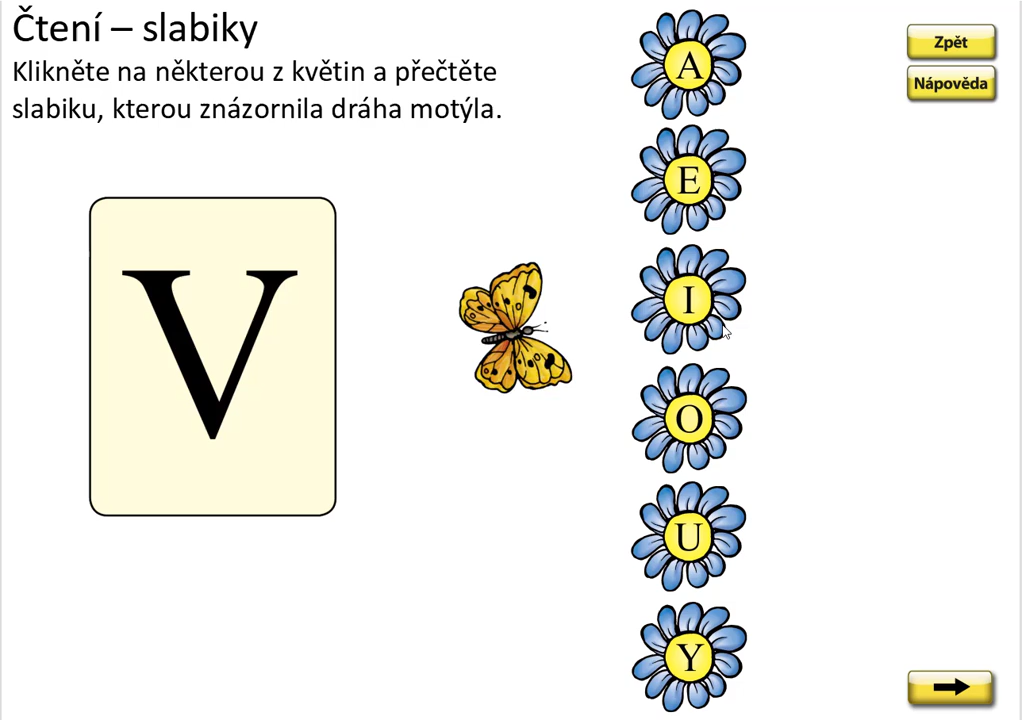 Čtení – slabiky
Klikněte na některou z květin a přečtěte
slabiku, kterou znázornila dráha motýla.
Zpět
Nápověda
V
A
E
I
O
U
Y